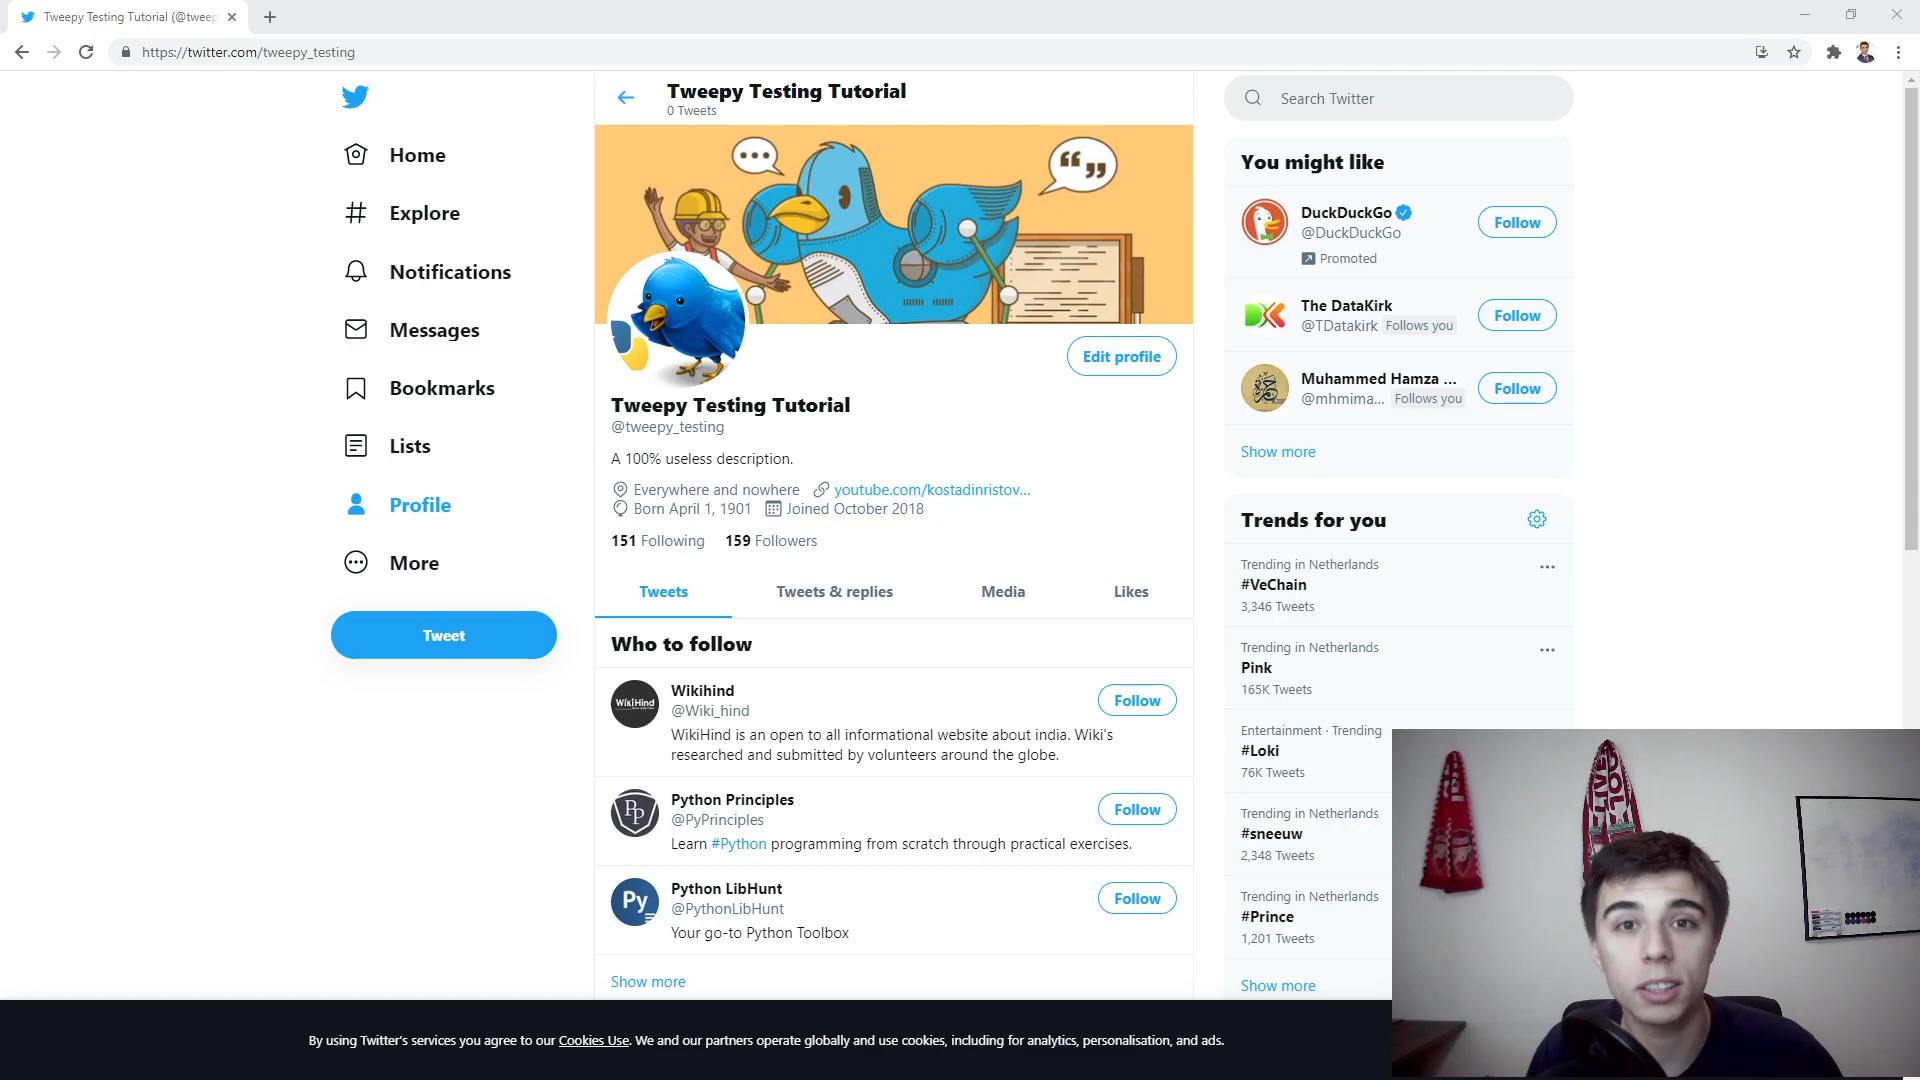 Tweepy Testing Tutorial (@tweep
https://twitter.com/tweepy_testing
Home
Explore
Notifications
Messages
Bookmarks
Lists
Profile
More
Tweet
Tweepy Testing Tutorial
0 Tweets
Edit profile
Tweepy Testing Tutorial
@tweepy_testing
A 100% useless description.
Everywhere and nowhere youtube.com/kostadinristov...
Born April 1, 1901 Joined October 2018
151 Following 159 Followers
Tweets Tweets & replies Media Likes
Who to follow
WikiHind
Wikihind
@Wiki_hind
Follow
WikiHind is an open to all informational website about india. Wiki's
researched and submitted by volunteers around the globe.
PP
Python Principles
@PyPrinciples
Follow
Learn #Python programming from scratch through practical exercises.
Py
Python LibHunt
@PythonLibHunt
Follow
Your go-to Python Toolbox
Show more
Search Twitter
You might like
DuckDuckGo
@DuckDuckGo
Promoted
Follow
The DataKirk
@TDatakirk Follows you
Follow
Muhammed Hamza ...
@mhmima... Follows you
Follow
Show more
Trends for you
Trending in Netherlands
#VeChain
3,346 Tweets
Trending in Netherlands
Pink
165K Tweets
Entertainment · Trending
#Loki
76K Tweets
Trending in Netherlands
#sneeuw
2,348 Tweets
Trending in Netherlands
#Prince
1,201 Tweets
Show more
By using Twitter's services you agree to our Cookies Use. We and our partners operate globally and use cookies, including for analytics, personalisation, and ads.